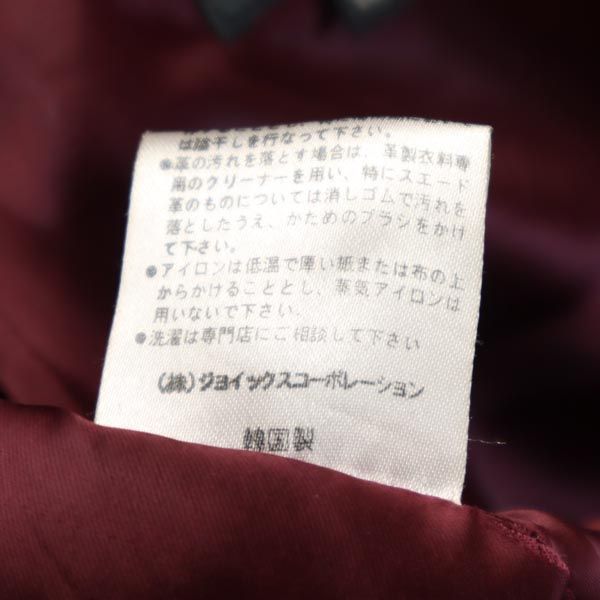 は陰干しを行なって下さい。
●革の汚れを落とす場合は、革製衣料専
用のクリーナーを用い、特にスエード
革のものについては消しゴムで汚れを
落としたうえ、かためのブラシをかけ
て下さい。
●アイロンは低温で厚い紙または布の上
からかけることとし、蒸気アイロンは
用いないで下さい。
●洗濯は専門店にご相談して下さい
(株)ジョイックスコーポレーション
韓国製